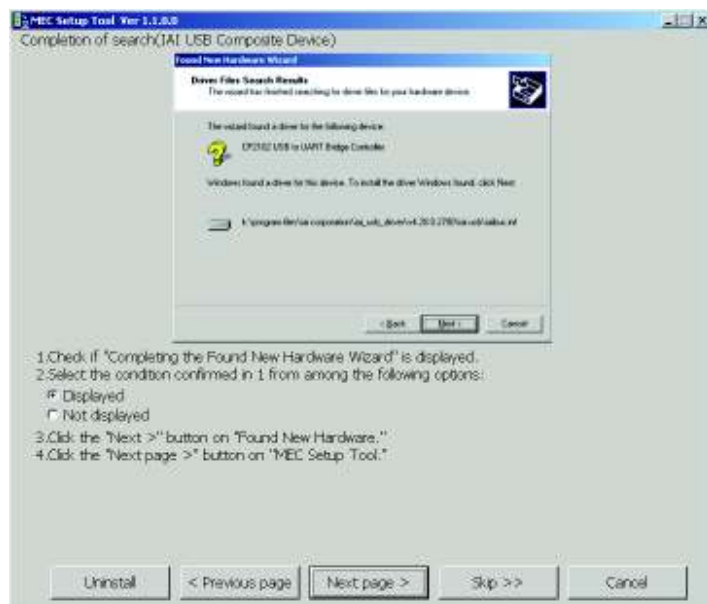 MEC Setup Tool Ver 1.1.0.0
Completion of search(IAI USB Composite Device)
Found New Hardware Wizard
Driver Files Search Results
The wizard has finished searching for driver files for your hardware device.
The wizard found a driver for the following device:
CP2102 USB to UART Bridge Controller
Windows found a driver for this device. To install the driver Windows found, click Next.
< Back
Next >
Cancel
1.Check if "Completing the Found New Hardware Wizard" is displayed.
2.Select the condition confirmed in 1 from among the following options:
Displayed
Not displayed
3.Click the "Next >" button on "Found New Hardware."
4.Click the "Next page >" button on "MEC Setup Tool."
Uninstall
< Previous page
Next page >
Skip >>
Cancel